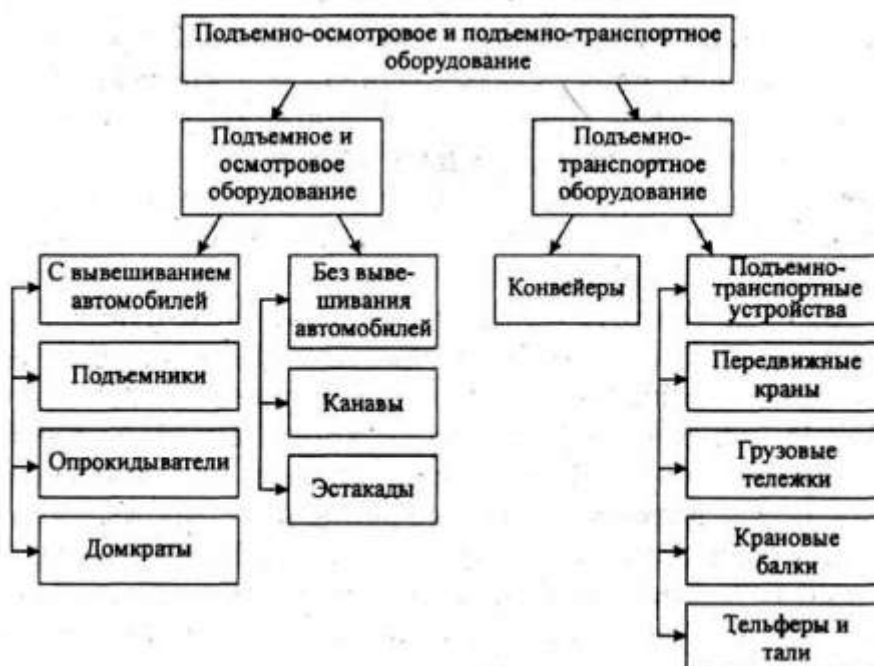 Подъемно-осмотровое и подъемно-транспортное
оборудование
Подъемное и
осмотровое
оборудование
Подъемно-
транспортное
оборудование
С вывешиванием
автомобилей
Без выве-
шивания
автомобилей
Конвейеры
Подъемно-
транспортные
устройства
Подъемники
Канавы
Передвижные
краны
Опрокидыватели
Эстакады
Грузовые
тележки
Домкраты
Крановые
балки
Тельферы и
тали